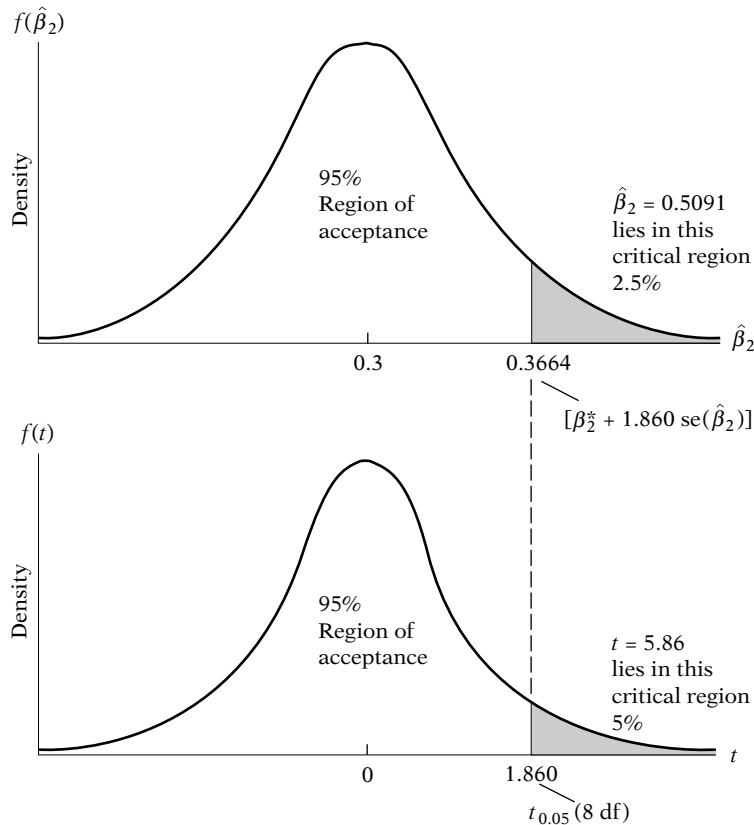 f(β̂₂)
Density
95%
Region of
acceptance
β̂₂ = 0.5091
lies in this
critical region
2.5%
β̂₂
0.3
0.3664
[β₂* + 1.860 se(β̂₂)]
f(t)
Density
95%
Region of
acceptance
t = 5.86
lies in this
critical region
5%
t
0
1.860
t₀.₀₅ (8 df)